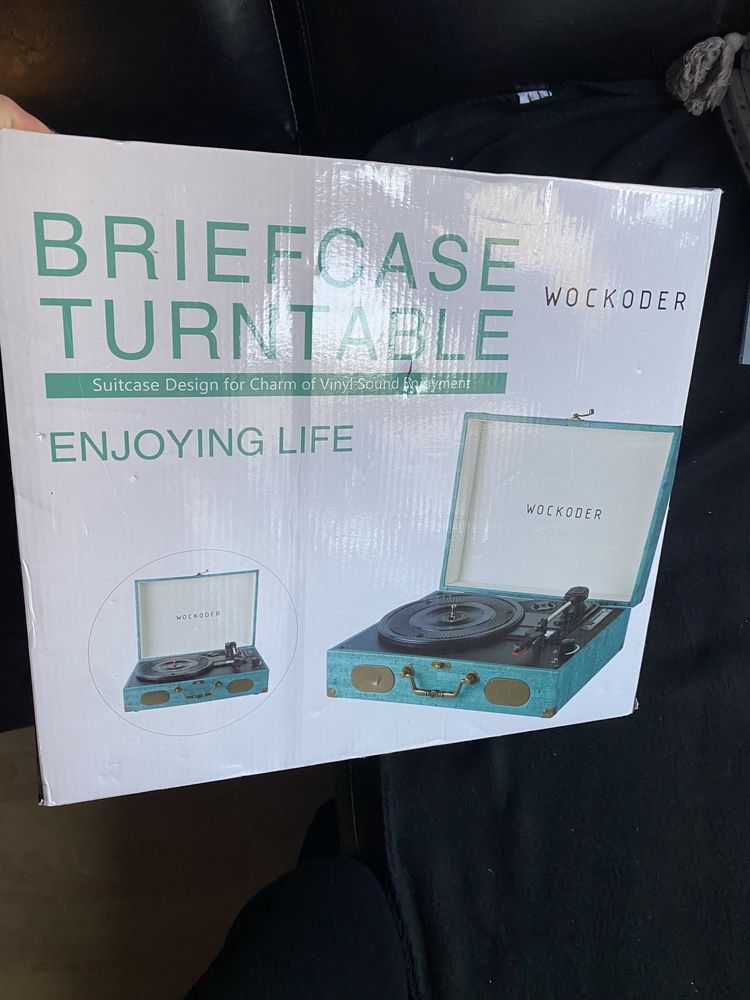 BRIEFCASE
TURNTABLE
WOCKODER
Suitcase Design for Charm of Vinyl Sound Enjoyment
ENJOYING LIFE
WOCKODER
WOCKODER